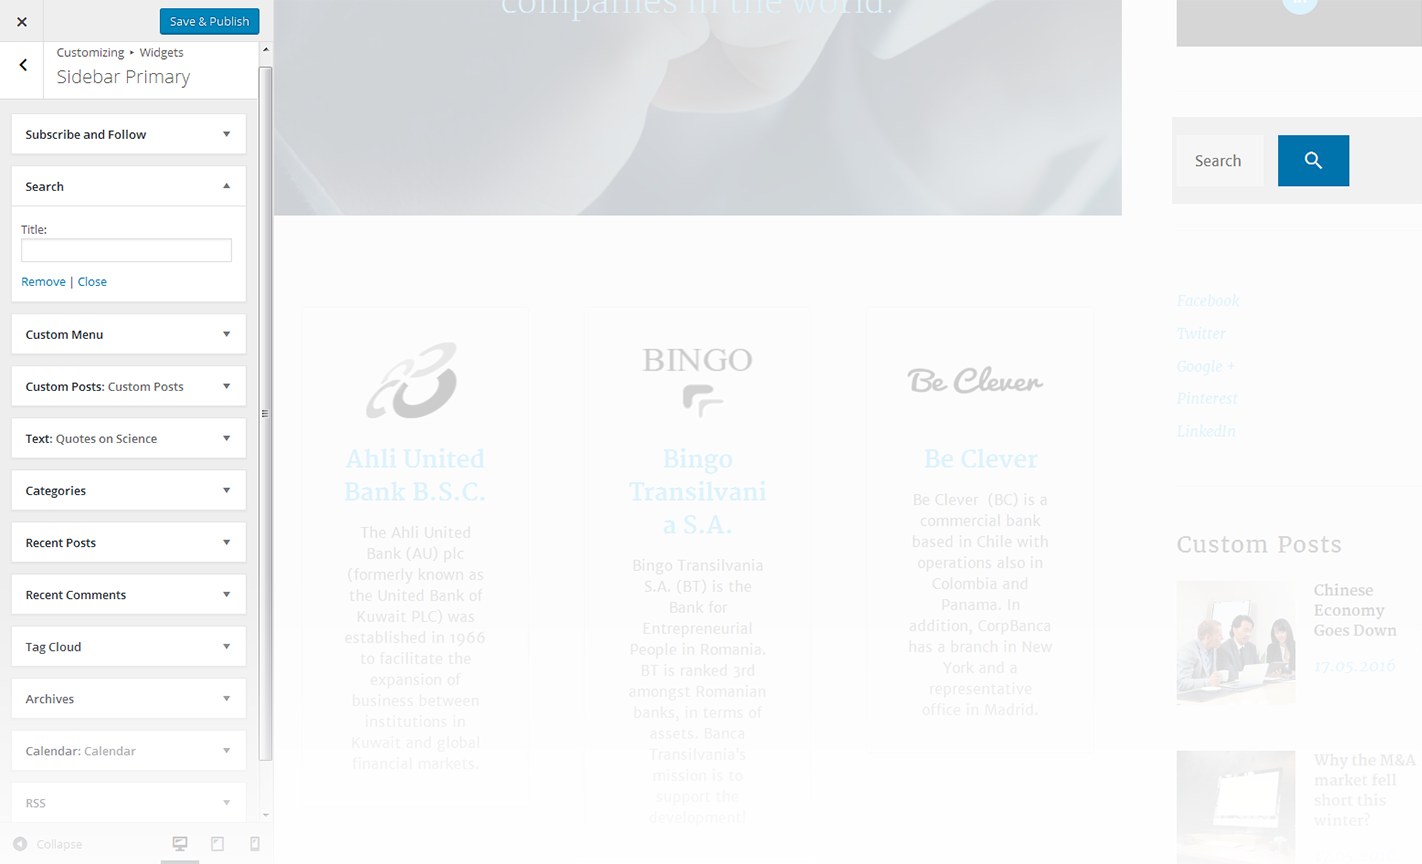 Save & Publish
Customizing ▸ Widgets
Sidebar Primary
Subscribe and Follow
Search
Title:
Remove | Close
Custom Menu
Custom Posts: Custom Posts
Text: Quotes on Science
Categories
Recent Posts
Recent Comments
Tag Cloud
Archives
Calendar: Calendar
RSS
Collapse
companies in the world.
BINGO
Be Clever
Ahli United
Bank B.S.C.
The Ahli United
Bank (AU) plc
(formerly known as
the United Bank of
Kuwait PLC) was
established in 1966
to facilitate the
expansion of
business between
institutions in
Kuwait and global
financial markets.
Bingo
Transilvani
a S.A.
Bingo Transilvania
S.A. (BT) is the
Bank for
Entrepreneurial
People in Romania.
BT is ranked 3rd
amongst Romanian
banks, in terms of
assets. Banca
Transilvania's
mission is to
support the
development!
Be Clever
Be Clever  (BC) is a
commercial bank
based in Chile with
operations also in
Colombia and
Panama. In
addition, CorpBanca
has a branch in New
York and a
representative
office in Madrid.
Search
Facebook
Twitter
Google +
Pinterest
LinkedIn
Custom Posts
Chinese
Economy
Goes Down
17.05.2016
Why the M&A
market fell
short this
winter?